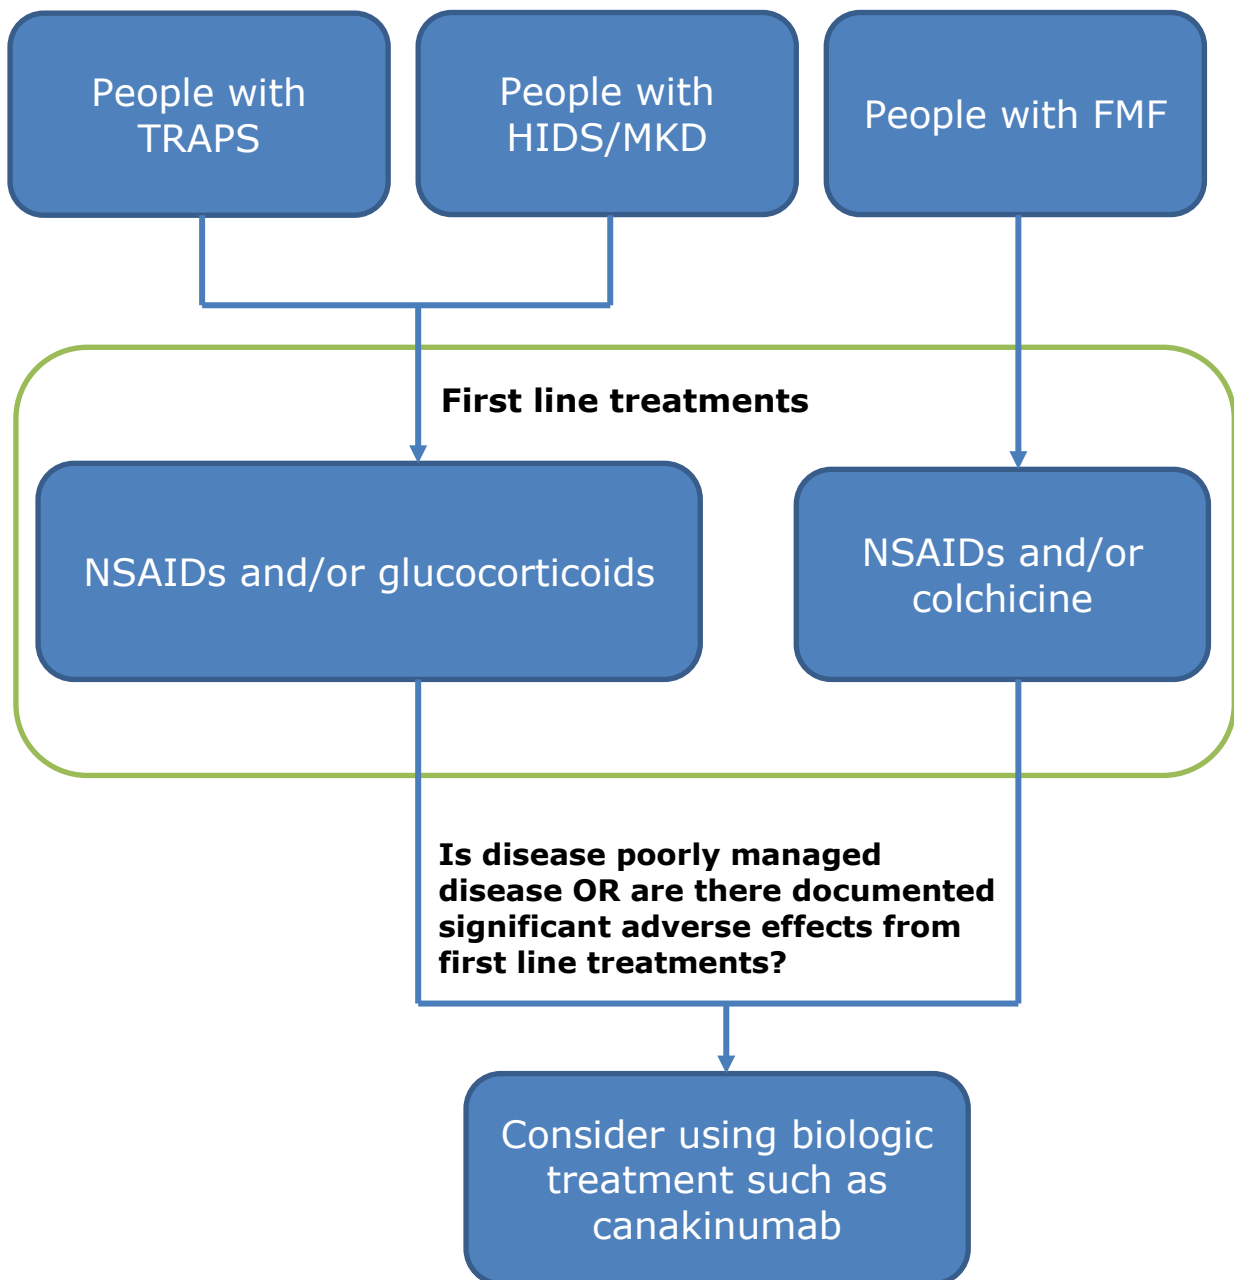 People with
TRAPS
People with
HIDS/MKD
People with FMF
First line treatments
NSAIDs and/or glucocorticoids
NSAIDs and/or
colchicine
Is disease poorly managed
disease OR are there documented
significant adverse effects from
first line treatments?
Consider using biologic
treatment such as
canakinumab